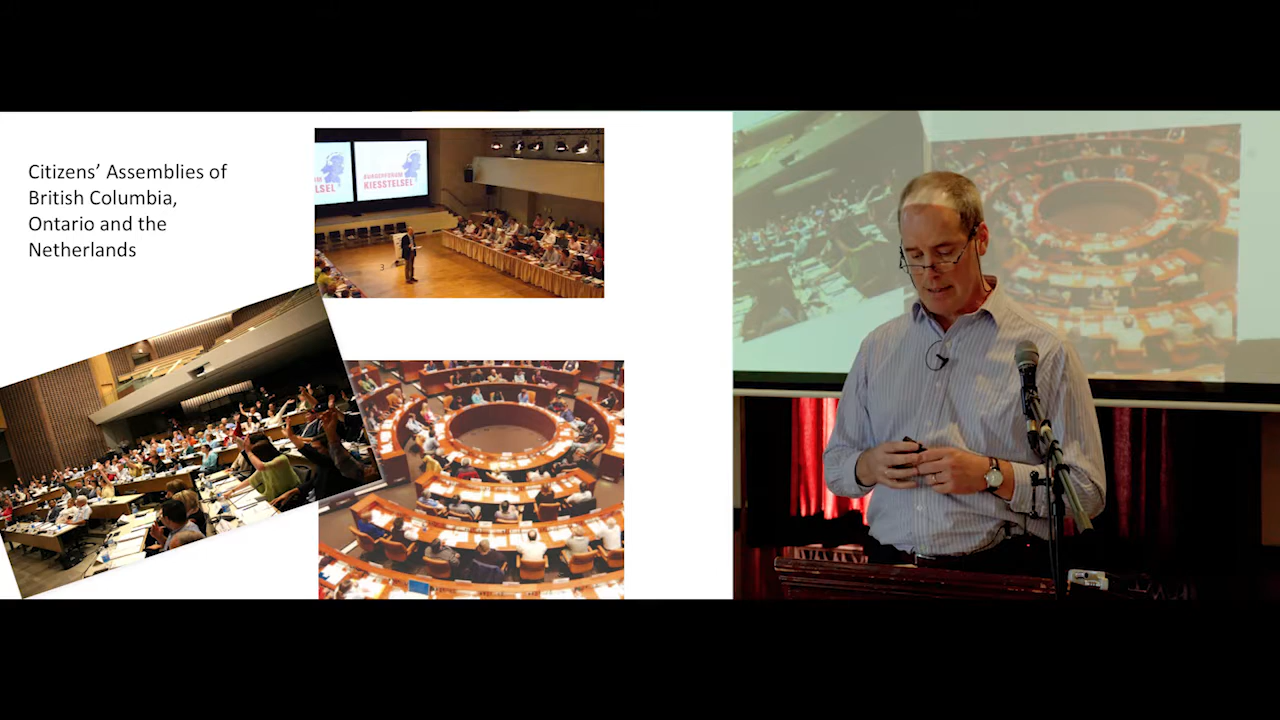 Citizens’ Assemblies of
British Columbia,
Ontario and the
Netherlands
BURGERFORUM
KIESSTELSEL